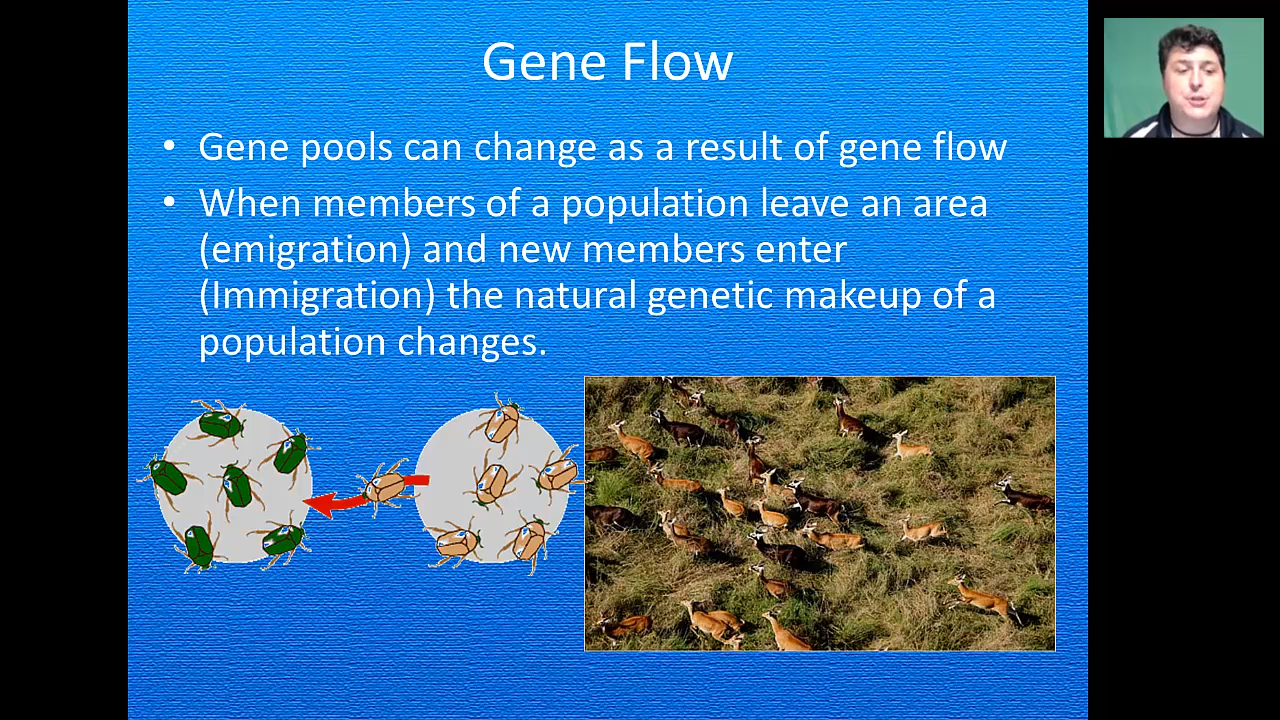 Gene Flow
• Gene pools can change as a result of gene flow
• When members of a population leave an area
(emigration) and new members enter
(Immigration) the natural genetic makeup of a
population changes.